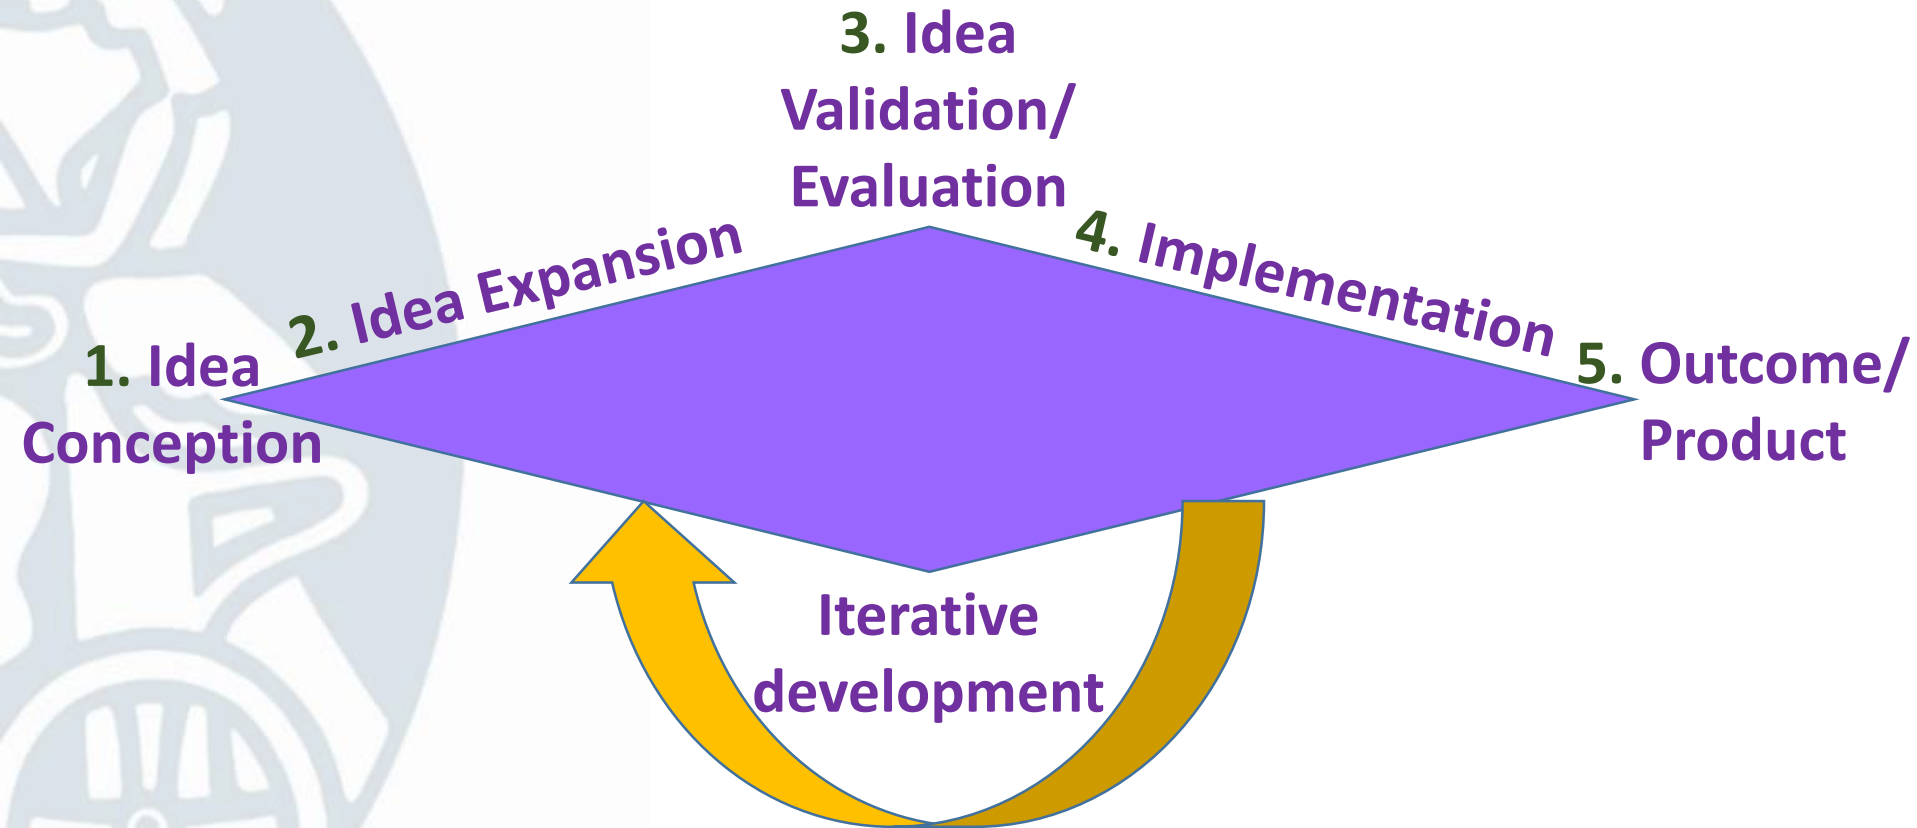 1. Idea
Conception
2. Idea Expansion
3. Idea
Validation/
Evaluation
4. Implementation
5. Outcome/
Product
Iterative
development